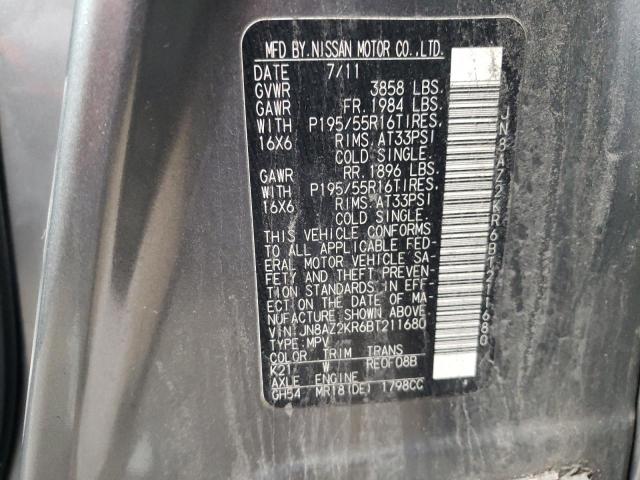 MFD BY.NISSAN MOTOR CO.,LTD.
DATE 7/11
GVWR 3858 LBS.
GAWR FR.1984 LBS.
WITH P195/55R16TIRES.
16X6 RIMS.AT33PSI
COLD SINGLE.
GAWR RR.1896 LBS.
WITH P195/55R16TIRES.
16X6 RIMS.AT33PSI
COLD SINGLE.
THIS VEHICLE CONFORMS
TO ALL APPLICABLE FED-
ERAL MOTOR VEHICLE SA-
FETY AND THEFT PREVEN-
TION STANDARDS IN EFF-
ECT ON THE DATE OF MA-
NUFACTURE SHOWN ABOVE.
VIN:JN8AZ2KR6BT211680
TYPE:MPV
COLOR TRIM TRANS
K21 W RE0F08B
AXLE ENGINE
GH54 MR18(DE) 1798CC
JN8AZ2KR6BT211680